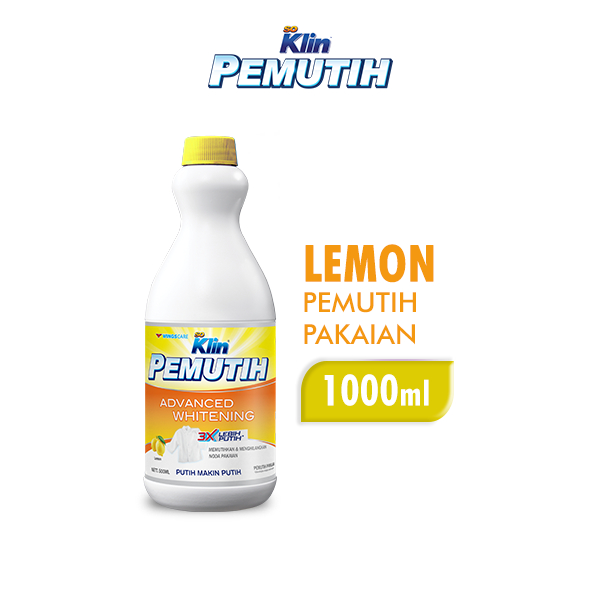 SO
Klin
PEMUTIH
LEMON
PEMUTIH
PAKAIAN
1000ml
WINGSCARE
SO
Klin
PEMUTIH
ADVANCED
WHITENING
3X LEBIH
PUTIH
MEMUTIHKAN & MENGHILANGKAN
NODA PAKAIAN
PUTIH MAKIN PUTIH